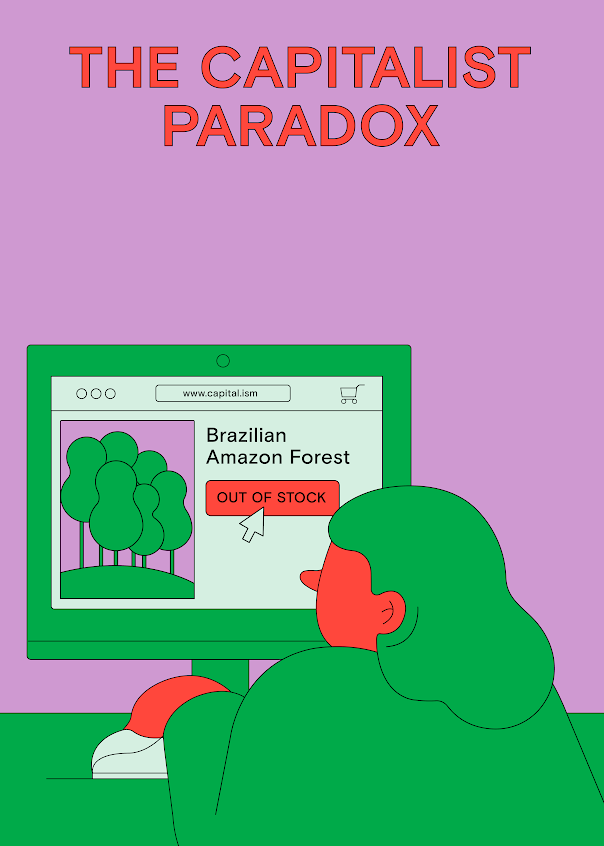 THE CAPITALIST
PARADOX
www.capital.ism
Brazilian
Amazon Forest
OUT OF STOCK